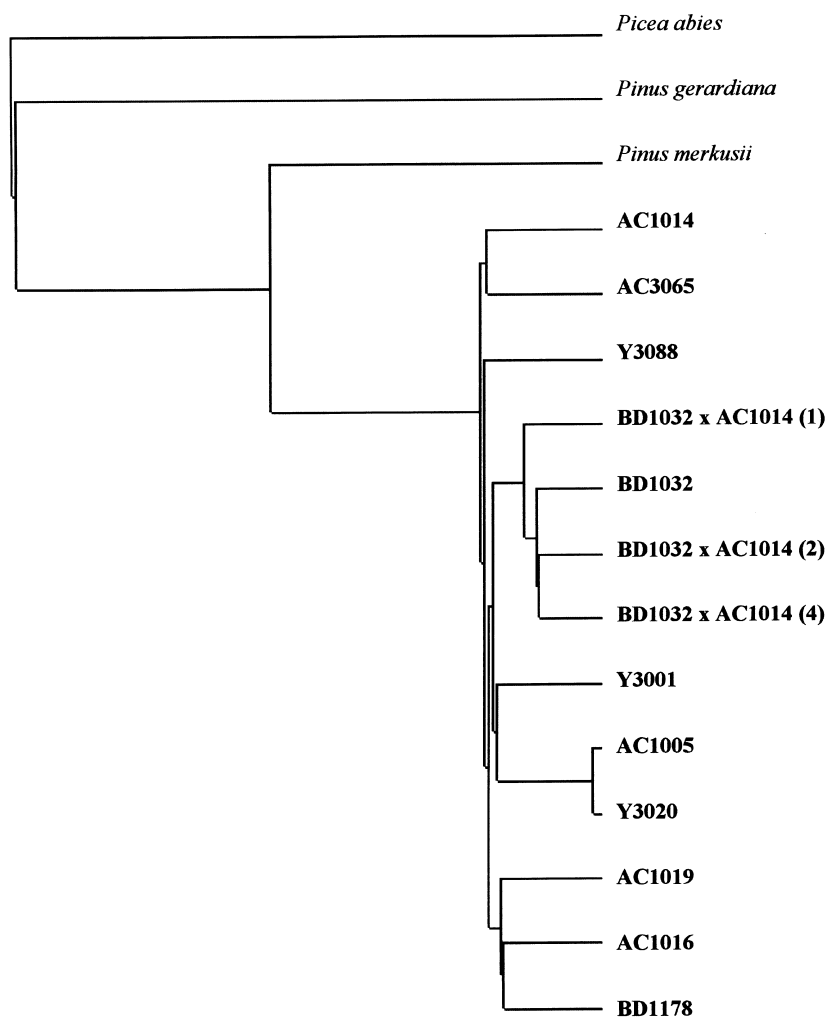 Picea abies
Pinus gerardiana
Pinus merkusii
AC1014
AC3065
Y3088
BD1032 x AC1014 (1)
BD1032
BD1032 x AC1014 (2)
BD1032 x AC1014 (4)
Y3001
AC1005
Y3020
AC1019
AC1016
BD1178